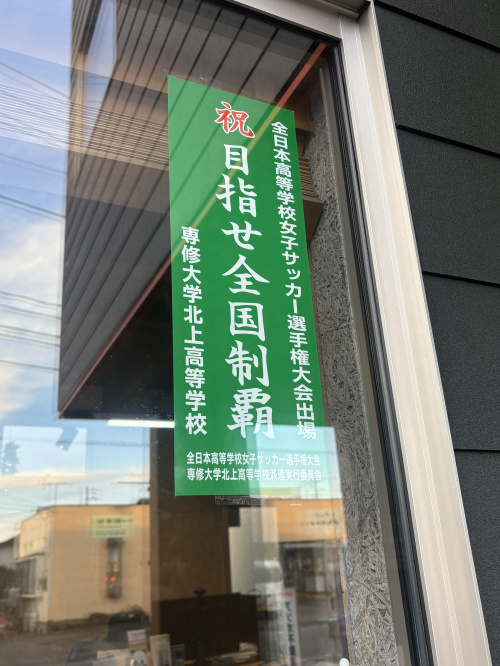 全日本高等学校女子サッカー選手権大会出場
祝
目指せ全国制覇
専修大学北上高等学校
全日本高等学校女子サッカー選手権大会
専修大学北上高等学校派遣実行委員会